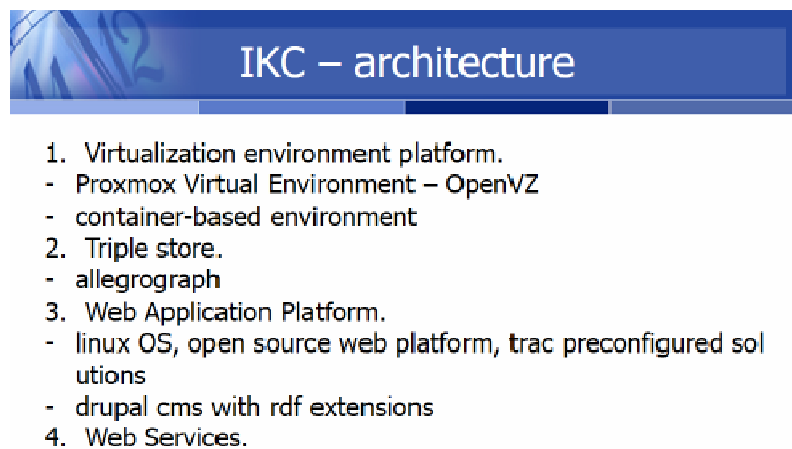 IKC – architecture
1. Virtualization environment platform.
- Proxmox Virtual Environment – OpenVZ
- container-based environment
2. Triple store.
- allegrograph
3. Web Application Platform.
- linux OS, open source web platform, trac preconfigured sol
utions
- drupal cms with rdf extensions
4. Web Services.